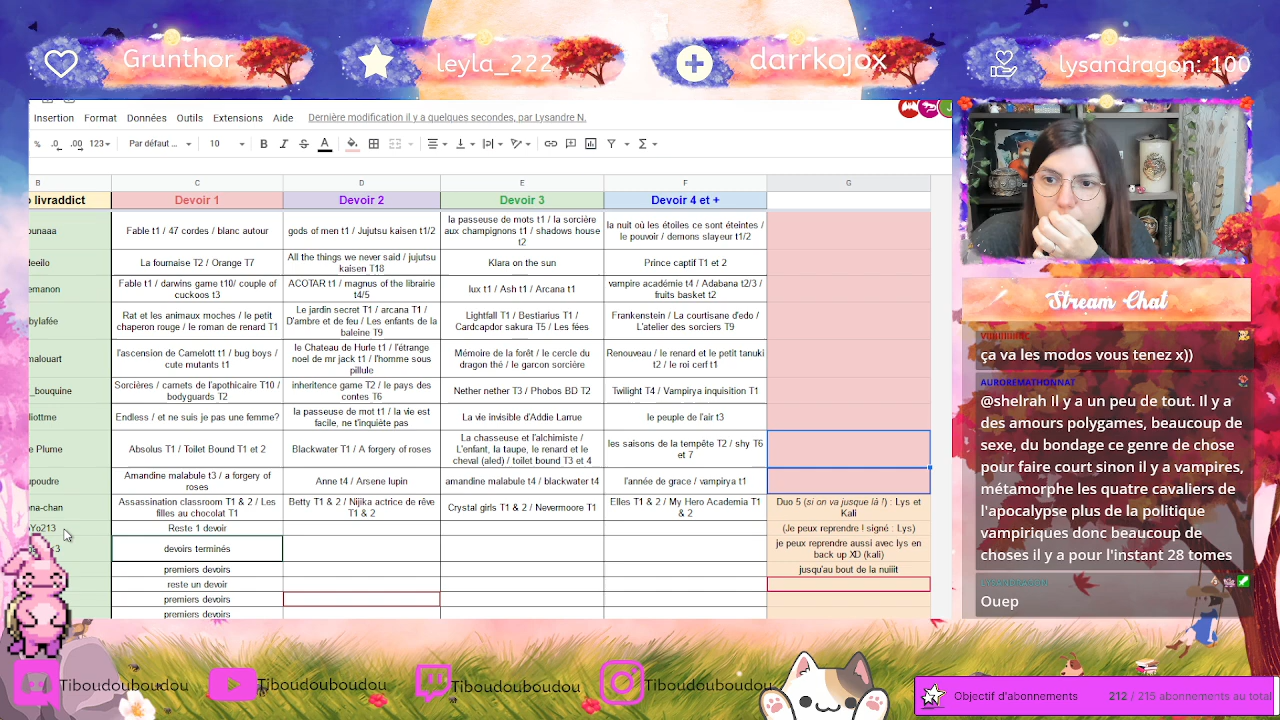 Grunthor
leyla_222
darrkojox
lysandragon: 100
Insertion Format Données Outils Extensions Aide
Dernière modification il y a quelques secondes, par Lysandre N.
% .0 .00 123 Par défaut ... 10 B I S A
B C D E F G
livraddict Devoir 1 Devoir 2 Devoir 3 Devoir 4 et +
Fable t1 / 47 cordes / blanc autour
gods of men t1 / Jujutsu kaisen t1/2
la passeuse de mots t1 / la sorcière
aux champignons t1 / shadows house
t2
la nuit où les étoiles ce sont éteintes /
le pouvoir / demons slayer t1/2
La fournaise T2 / Orange T7
All the things we never said / jujutsu
kaisen T18
Klara on the sun
Prince captif T1 et 2
Fable t1 / darwins game t10/ couple of
cuckoos t3
ACOTAR t1 / magnus of the librairie
t4/5
lux t1 / Ash t1 / Arcana t1
vampire académie t4 / Adabana t2/3 /
fruits basket t2
bylafée
Rat et les animaux moches / le petit
chaperon rouge / le roman de renard T1
Le jardin secret T1 / arcana T1 /
D'ambre et de feu / Les enfants de la
baleine T9
Lightfall T1 / Bestiarius T1 /
Cardcapdor sakura T5 / Les fées
Frankenstein / La courtisane d'edo /
L'atelier des sorciers T9
malouart
l'ascension de Camelott t1 / bug boys /
cute mutants t1
le Chateau de Hurle t1 / l'étrange
noel de mr jack t1 / l'homme sous
pillule
Mémoire de la forêt / le cercle du
dragon thé / le garcon sorcière
Renouveau / le renard et le petit tanuki
t2 / le roi cerf t1
_bouquine
Sorcières / carnets de l'apothicaire T10 /
bodyguards T2
inheritence game T2 / le pays des
contes T6
Nether nether T3 / Phobos BD T2
Twilight T4 / Vampirya inquisition T1
liottme
Endless / et ne suis je pas une femme?
la passeuse de mot t1 / la vie est
facile, ne t'inquiète pas
La vie invisible d'Addie Larrue
le peuple de l'air t3
e Plume
Absolus T1 / Toilet Bound T1 et 2
Blackwater T1 / A forgery of roses
La chasseuse et l'alchimiste /
L'enfant, la taupe, le renard et le
cheval (aled) / toilet bound T3 et 4
les saisons de la tempête T2 / shy T6
et 7
upoudre
Amandine malabule t3 / a forgery of
roses
Anne t4 / Arsene lupin
amandine malabule t4 / blackwater t4
l'année de grace / vampirya t1
na-chan
Assassination classroom T1 & 2 / Les
filles au chocolat T1
Betty T1 & 2 / Nijika actrice de rêve
T1 & 2
Crystal girls T1 & 2 / Nevermoore T1
Elles T1 & 2 / My Hero Academia T1
& 2
Duo 5 (si on va jusque là !) : Lys et
Kali
Yo213
Reste 1 devoir
(Je peux reprendre ! signé : Lys)
devoirs terminés
je peux reprendre aussi avec lys en
back up XD (kali)
premiers devoirs
jusqu'au bout de la nuiiit
reste un devoir
premiers devoirs
premiers devoirs
Stream Chat
ça va les modos vous tenez x))
AUROREMATHONNAT
@shelrah Il y a un peu de tout. Il y a
des amours polygames, beaucoup de
sexe, du bondage ce genre de chose
pour faire court sinon il y a vampires,
métamorphe les quatre cavaliers de
l'apocalypse plus de la politique
vampiriques donc beaucoup de
choses il y a pour l'instant 28 tomes
Ouep
Tiboudouboudou
Tiboudouboudou
Tiboudouboudou
Tiboudouboudou
Objectif d'abonnements 212 / 215 abonnements au total